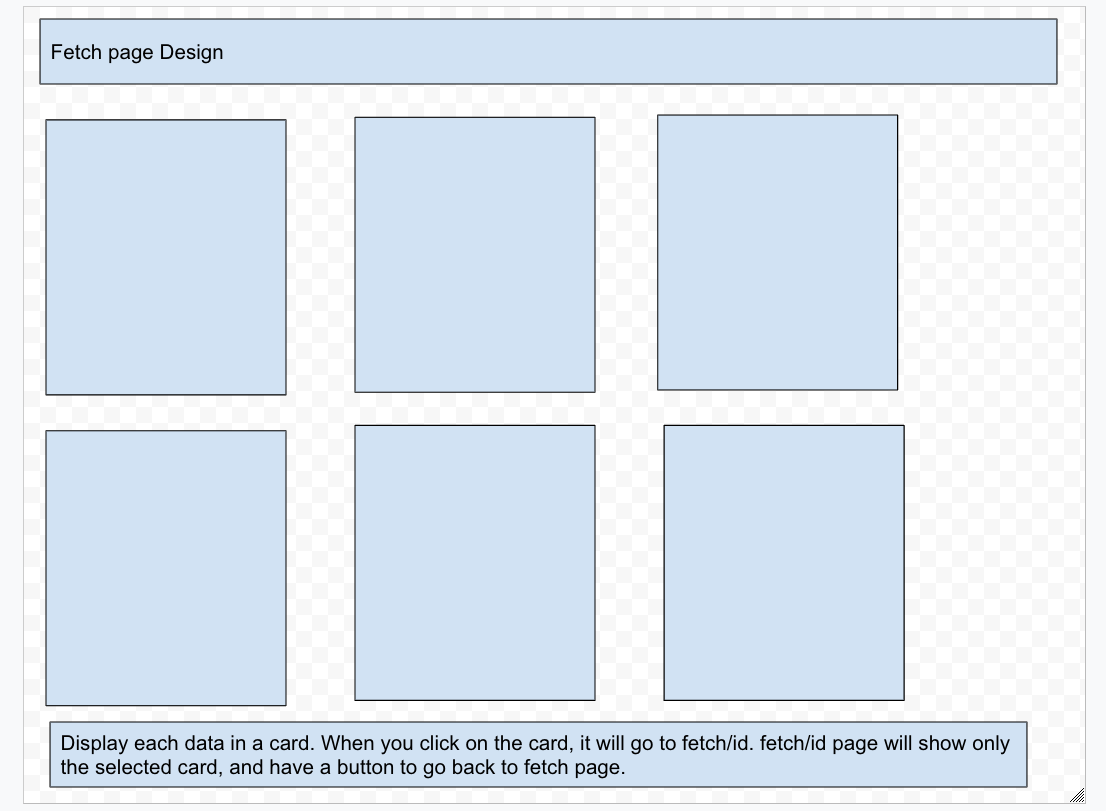 Fetch page Design
Display each data in a card. When you click on the card, it will go to fetch/id. fetch/id page will show only
the selected card, and have a button to go back to fetch page.